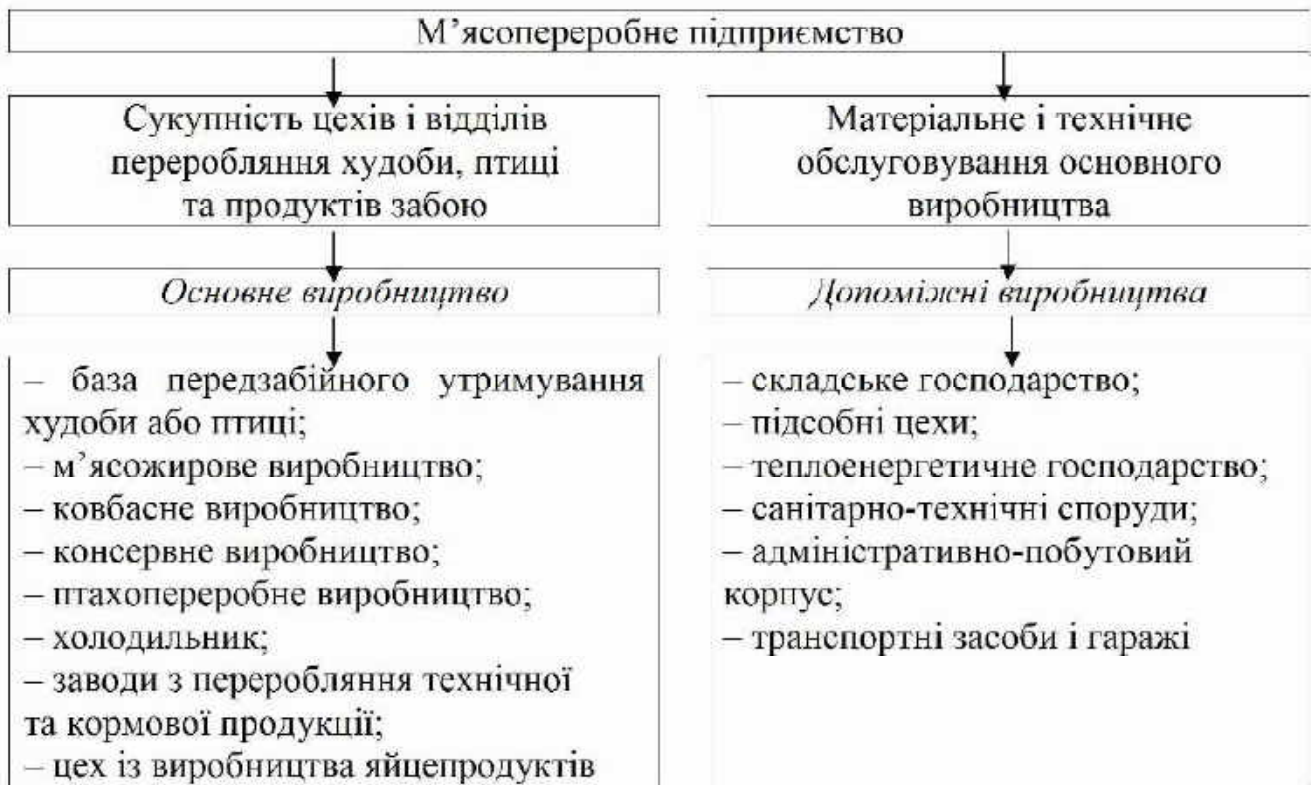 М’ясопереробне підприємство
Сукупність цехів і відділів
переробляння худоби, птиці
та продуктів забою
Основне виробництво
– база передзабійного утримування
худоби або птиці;
– м’ясожирове виробництво;
– ковбасне виробництво;
– консервне виробництво;
– птахопереробне виробництво;
– холодильник;
– заводи з переробляння технічної
та кормової продукції;
– цех із виробництва яйцепродуктів
Матеріальне і технічне
обслуговування основного
виробництва
Допоміжні виробництва
– складське господарство;
– підсобні цехи;
– теплоенергетичне господарство;
– санітарно-технічні споруди;
– адміністративно-побутовий
корпус;
– транспортні засоби і гаражі